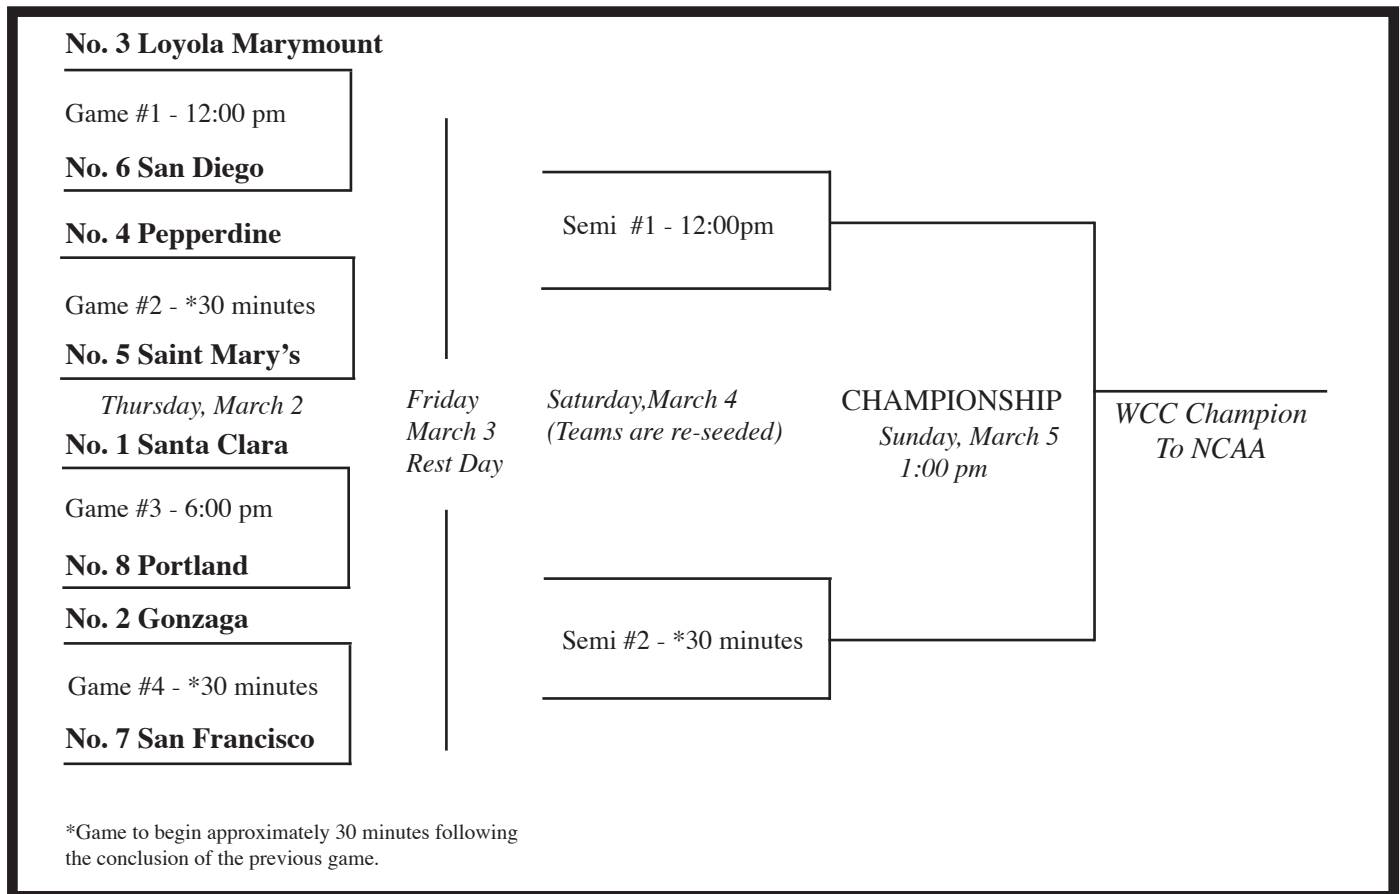 No. 3 Loyola Marymount
Game #1 - 12:00 pm
No. 6 San Diego
No. 4 Pepperdine
Game #2 - *30 minutes
No. 5 Saint Mary’s
Thursday, March 2
No. 1 Santa Clara
Game #3 - 6:00 pm
No. 8 Portland
No. 2 Gonzaga
Game #4 - *30 minutes
No. 7 San Francisco
Friday
March 3
Rest Day
Semi #1 - 12:00pm
Saturday,March 4
(Teams are re-seeded)
Semi #2 - *30 minutes
CHAMPIONSHIP
Sunday, March 5
1:00 pm
WCC Champion
To NCAA
*Game to begin approximately 30 minutes following
the conclusion of the previous game.